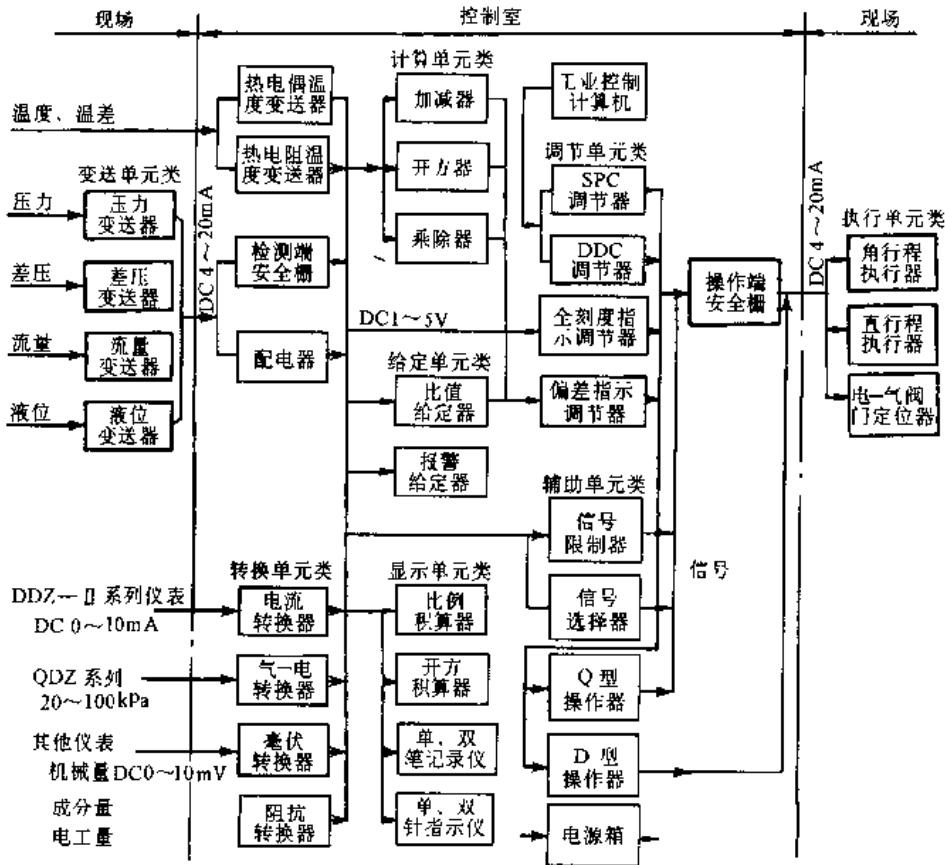 现场
控制室
现场
温度、温差
热电偶温
度变送器
热电阻温
度变送器
计算单元类
加减器
开方器
乘除器
工业控制
计算机
调节单元类
SPC
调节器
DDC
调节器
变送单元类
压力
压力
变送器
差压
差压
变送器
流量
流量
变送器
液位
液位
变送器
DC 4~20mA
检测端
安全栅
配电器
DC1~5V
全刻度指
示调节器
给定单元类
比值
给定器
偏差指示
调节器
报警
给定器
操作端
安全栅
DC 4~20mA
执行单元类
角行程
执行器
直行程
执行器
电—气阀
门定位器
辅助单元类
信号
限制器
信号
选择器
信号
Q 型
操作器
D 型
操作器
电源箱
转换单元类
DDZ—Ⅱ系列仪表
DC 0~10mA
电流
转换器
QDZ 系列
20~100kPa
气—电
转换器
其他仪表
机械量DC0~10mV
毫伏
转换器
成分量
电工量
阻抗
转换器
显示单元类
比例
积算器
开方
积算器
单、双
笔记录仪
单、双
针指示仪